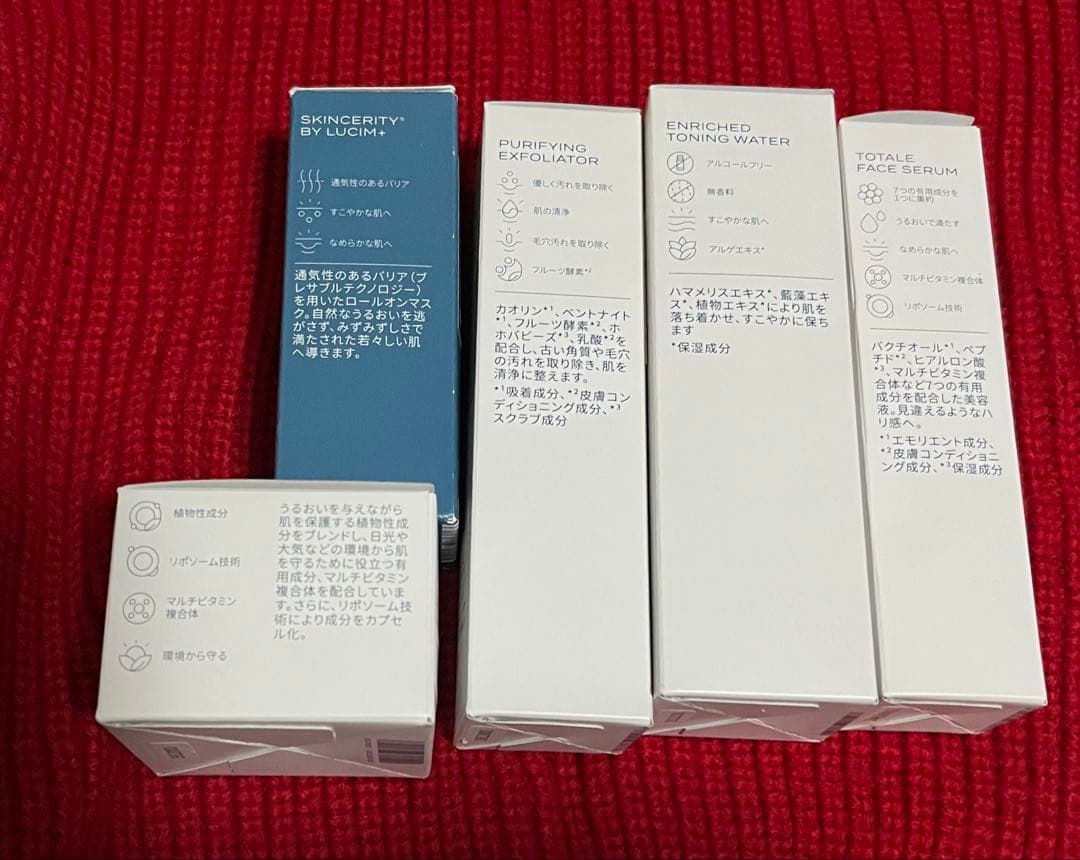 SKINCERITY®
BY LUCIM+
通気性のあるバリア
すこやかな肌へ
なめらかな肌へ
通気性のあるバリア(ブ
レサブルテクノロジー)
を用いたロールオンマス
ク。自然なうるおいを逃
がさず、みずみずしさで
満たされた若々しい肌
へ導きます。
PURIFYING
EXFOLIATOR
優しく汚れを取り除く
肌の清浄
毛穴汚れを取り除く
フルーツ酵素*2
カオリン*1、ベントナイト
*1、フルーツ酵素*2、ホ
ホバビーズ*3、乳酸*2を
配合し、古い角質や毛穴
の汚れを取り除き、肌を
清浄に整えます。
*1吸着成分、*2皮膚コン
ディショニング成分、*3
スクラブ成分
ENRICHED
TONING WATER
アルコールフリー
無香料
すこやかな肌へ
アルゲエキス*
ハマメリスエキス*、藍藻エキ
ス*、植物エキス*により肌を
落ち着かせ、すこやかに保ち
ます
*保湿成分
TOTALE
FACE SERUM
7つの有用成分を
1つに集約
うるおいで満たす
なめらかな肌へ
マルチビタミン複合体
リポソーム技術
バクチオール*1、ペプ
チド*2、ヒアルロン酸
*3、マルチビタミン複
合体など7つの有用
成分を配合した美容
液。見違えるようなハ
リ感へ。
*1エモリエント成分、
*2皮膚コンディショニ
ング成分、*3保湿成分
植物性成分
リポソーム技術
マルチビタミン
複合体
環境から守る
うるおいを与えながら
肌を保護する植物性成
分をブレンドし、日光や
大気などの環境から肌
を守るために役立つ有
用成分、マルチビタミン
複合体を配合していま
す。さらに、リポソーム技
術により成分をカプセ
ル化。